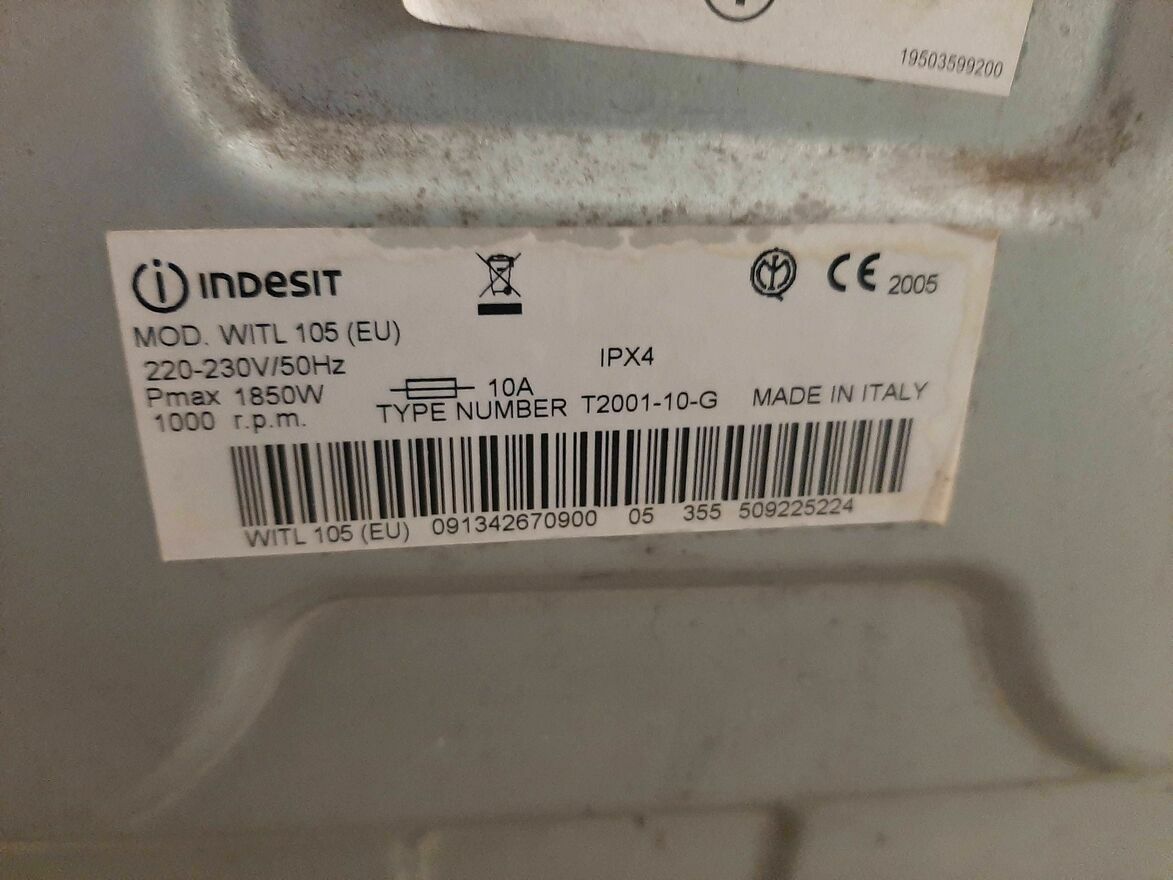 19503599200
INDESIT
CE 2005
MOD. WITL 105 (EU)
220-230V/50Hz
IPX4
Pmax 1850W
10A
1000 r.p.m.
TYPE NUMBER T2001-10-G
MADE IN ITALY
WITL 105 (EU) 091342670900 05 355 509225224